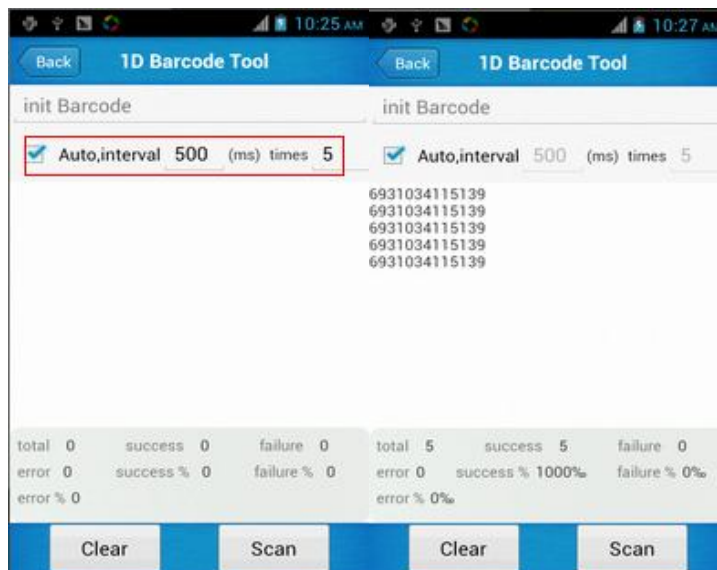 10:25 AM
Back 1D Barcode Tool
init Barcode
Auto,interval 500 (ms) times 5
total 0 success 0 failure 0
error 0 success % 0 failure % 0
error % 0
Clear Scan
10:27 AM
Back 1D Barcode Tool
init Barcode
Auto,interval 500 (ms) times 5
6931034115139
6931034115139
6931034115139
6931034115139
6931034115139
total 5 success 5 failure 0
error 0 success % 1000‰ failure % 0‰
error % 0‰
Clear Scan